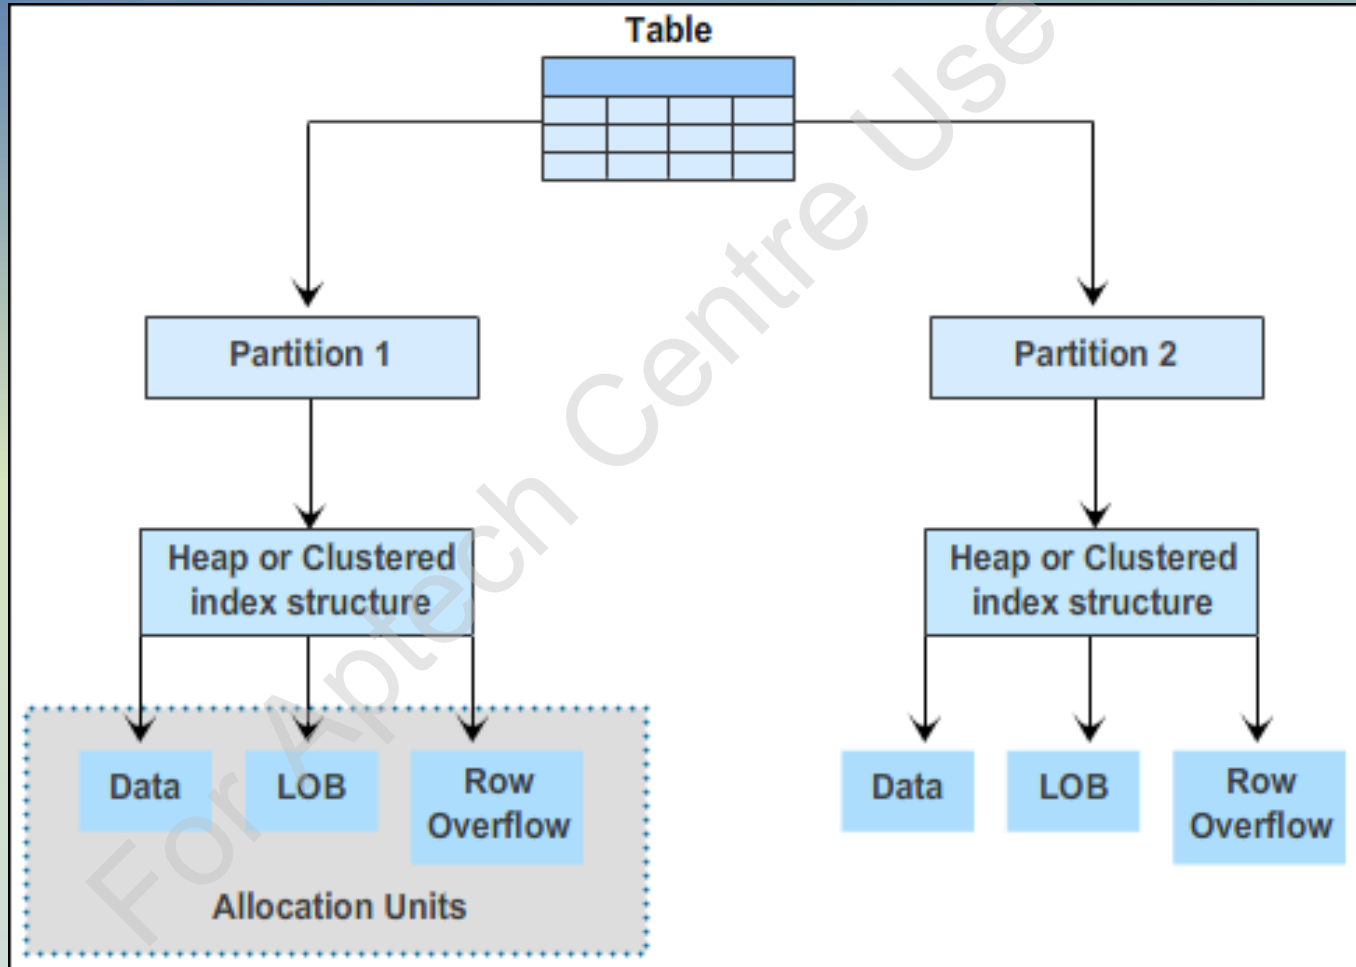 Table
Partition 1
Partition 2
Heap or Clustered
index structure
Heap or Clustered
index structure
Data
LOB
Row
Overflow
Data
LOB
Row
Overflow
Allocation Units
For Aptech Centre Use